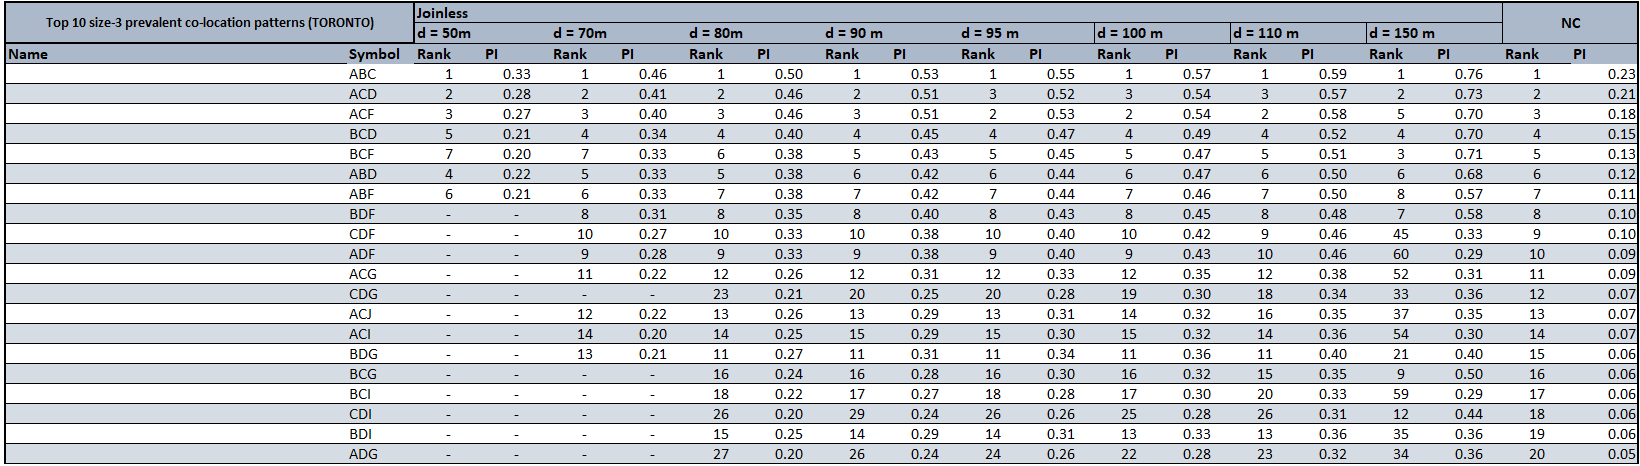 Top 10 size-3 prevalent co-location patterns (TORONTO) Joinless NC
d = 50m d = 70m d = 80m d = 90 m d = 95 m d = 100 m d = 110 m d = 150 m
Name Symbol Rank PI Rank PI Rank PI Rank PI Rank PI Rank PI Rank PI Rank PI Rank PI
ABC 1 0.33 1 0.46 1 0.50 1 0.53 1 0.55 1 0.57 1 0.59 1 0.76 1 0.23
ACD 2 0.28 2 0.41 2 0.46 2 0.51 3 0.52 3 0.54 3 0.57 2 0.73 2 0.21
ACF 3 0.27 3 0.40 3 0.46 3 0.51 2 0.53 2 0.54 2 0.58 5 0.70 3 0.18
BCD 5 0.21 4 0.34 4 0.40 4 0.45 4 0.47 4 0.49 4 0.52 4 0.70 4 0.15
BCF 7 0.20 7 0.33 6 0.38 5 0.43 5 0.45 5 0.47 5 0.51 3 0.71 5 0.13
ABD 4 0.22 5 0.33 5 0.38 6 0.42 6 0.44 6 0.47 6 0.50 6 0.68 6 0.12
ABF 6 0.21 6 0.33 7 0.38 7 0.42 7 0.44 7 0.46 7 0.50 8 0.57 7 0.11
BDF - - 8 0.31 8 0.35 8 0.40 8 0.43 8 0.45 8 0.48 7 0.58 8 0.10
CDF - - 10 0.27 10 0.33 10 0.38 10 0.40 10 0.42 9 0.46 45 0.33 9 0.10
ADF - - 9 0.28 9 0.33 9 0.38 9 0.40 9 0.43 10 0.46 60 0.29 10 0.09
ACG - - 11 0.22 12 0.26 12 0.31 12 0.33 12 0.35 12 0.38 52 0.31 11 0.09
CDG - - - - 23 0.21 20 0.25 20 0.28 19 0.30 18 0.34 33 0.36 12 0.07
ACJ - - 12 0.22 13 0.26 13 0.29 13 0.31 14 0.32 16 0.35 37 0.35 13 0.07
ACI - - 14 0.20 14 0.25 15 0.29 15 0.30 15 0.32 14 0.36 54 0.30 14 0.07
BDG - - 13 0.21 11 0.27 11 0.31 11 0.34 11 0.36 11 0.40 21 0.40 15 0.06
BCG - - - - 16 0.24 16 0.28 16 0.30 16 0.32 15 0.35 9 0.50 16 0.06
BCI - - - - 18 0.22 17 0.27 18 0.28 17 0.30 20 0.33 59 0.29 17 0.06
CDI - - - - 26 0.20 29 0.24 26 0.26 25 0.28 26 0.31 12 0.44 18 0.06
BDI - - - - 15 0.25 14 0.29 14 0.31 13 0.33 13 0.36 35 0.36 19 0.06
ADG - - - - 27 0.20 26 0.24 24 0.26 22 0.28 23 0.32 34 0.36 20 0.05